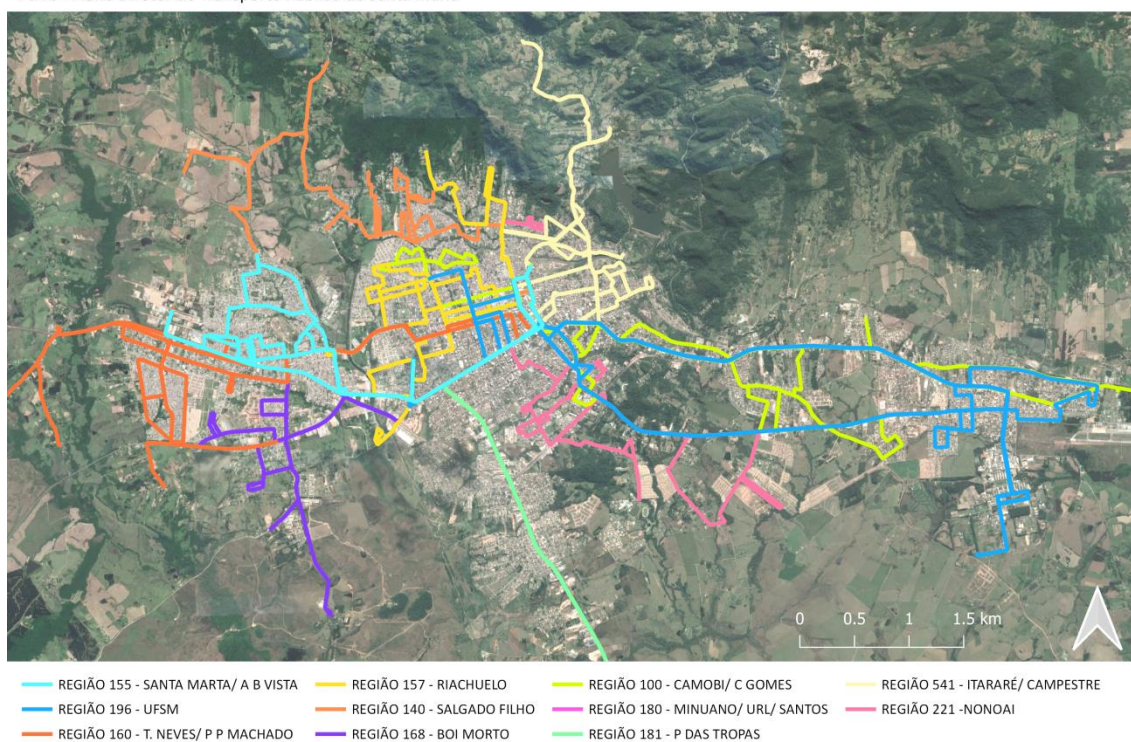 0 0.5 1 1.5 km
REGIÃO 155 - SANTA MARTA/ A B VISTA
REGIÃO 157 - RIACHUELO
REGIÃO 100 - CAMOBI/ C GOMES
REGIÃO 541 - ITARARÉ/ CAMPESTRE
REGIÃO 196 - UFSM
REGIÃO 140 - SALGADO FILHO
REGIÃO 180 - MINUANO/ URL/ SANTOS
REGIÃO 221 -NONOAI
REGIÃO 160 - T. NEVES/ P P MACHADO
REGIÃO 168 - BOI MORTO
REGIÃO 181 - P DAS TROPAS